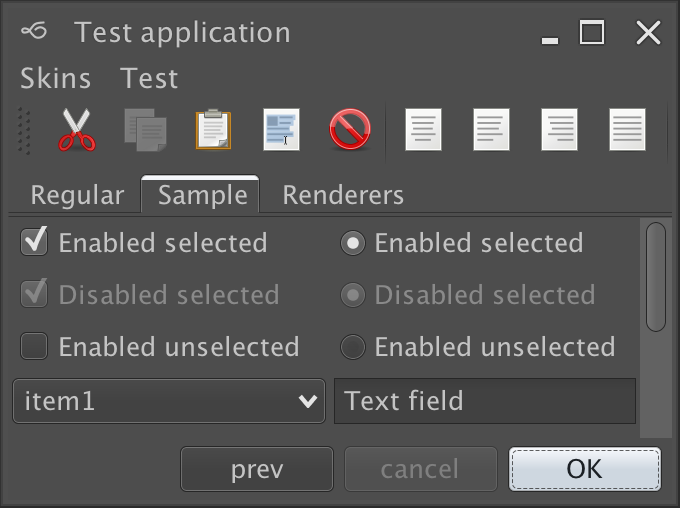 Test application
Skins Test
Regular Sample Renderers
Enabled selected Enabled selected
Disabled selected Disabled selected
Enabled unselected Enabled unselected
item1 Text field
prev cancel OK